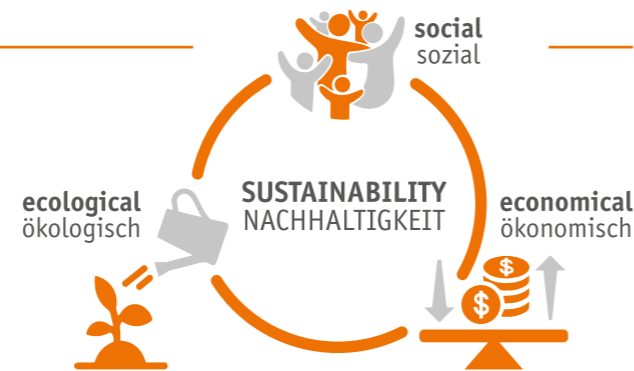 social
sozial
ecological
ökologisch
SUSTAINABILITY
NACHHALTIGKEIT
economical
ökonomisch
$
$